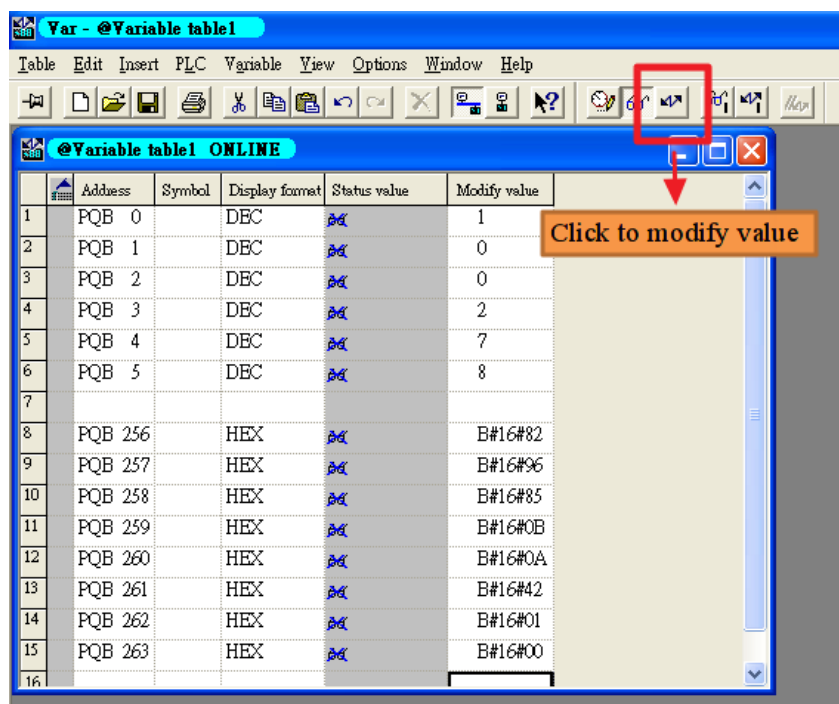 Var - @Variable table1
Table Edit Insert PLC Variable View Options Window Help
@Variable table1 ONLINE
Address Symbol Display format Status value Modify value
Click to modify value
1 PQB 0 DEC 1
2 PQB 1 DEC 0
3 PQB 2 DEC 0
4 PQB 3 DEC 2
5 PQB 4 DEC 7
6 PQB 5 DEC 8
7
8 PQB 256 HEX B#16#82
9 PQB 257 HEX B#16#96
10 PQB 258 HEX B#16#85
11 PQB 259 HEX B#16#0B
12 PQB 260 HEX B#16#0A
13 PQB 261 HEX B#16#42
14 PQB 262 HEX B#16#01
15 PQB 263 HEX B#16#00
16